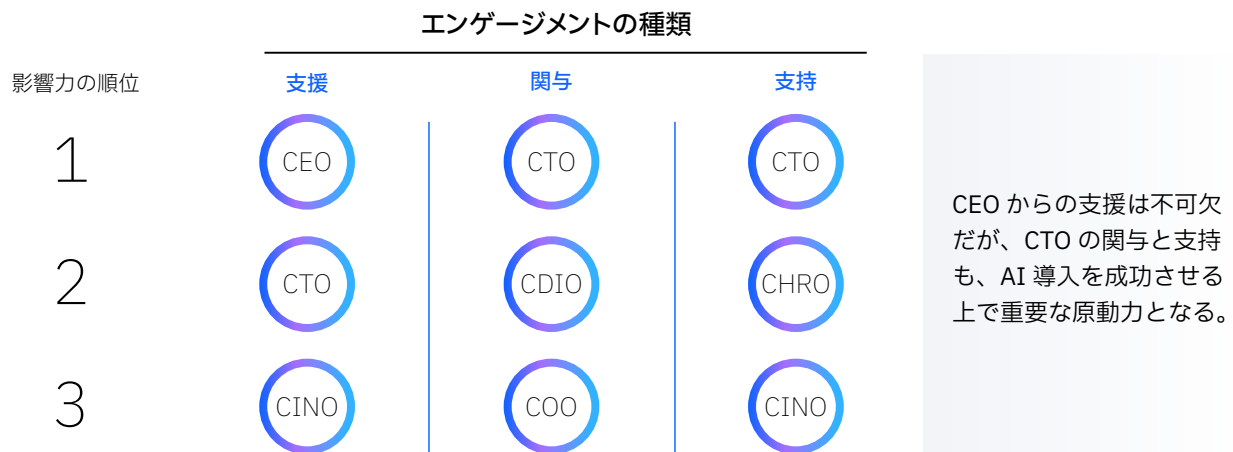 エンゲージメントの種類
影響力の順位 支援 関与 支持
1 CEO CTO CTO
2 CTO CDIO CHRO
3 CINO COO CINO
CEO からの支援は不可欠
だが、CTO の関与と支持
も、AI 導入を成功させる
上で重要な原動力となる。